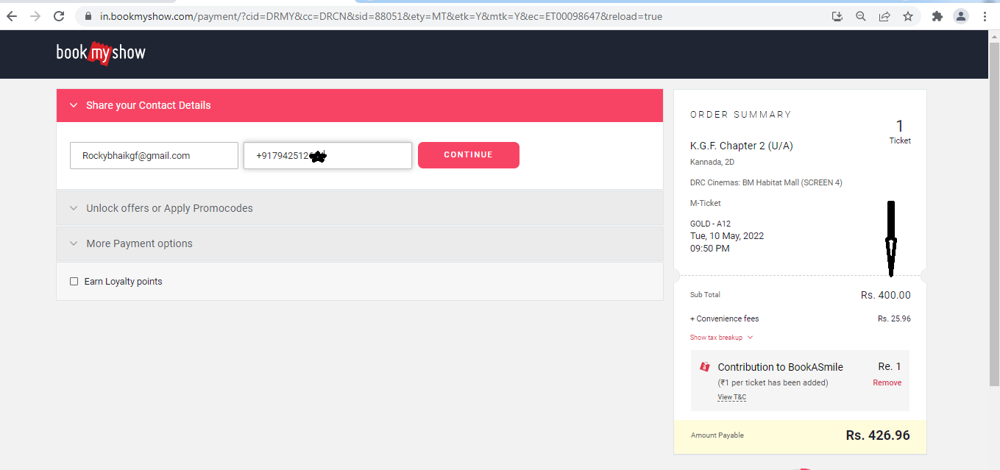 in.bookmyshow.com/payment/?cid=DRMY&cc=DRCN&sid=88051&ety=MT&etk=Y&mtk=Y&ec=ET00098647&reload=true
book my show
Share your Contact Details
Rockybhaikgf@gmail.com
+917942512
CONTINUE
Unlock offers or Apply Promocodes
More Payment options
Earn Loyalty points
ORDER SUMMARY
1
Ticket
K.G.F. Chapter 2 (U/A)
Kannada, 2D
DRC Cinemas: BM Habitat Mall (SCREEN 4)
M-Ticket
GOLD - A12
Tue, 10 May, 2022
09:50 PM
Sub Total Rs. 400.00
+ Convenience fees Rs. 25.96
Show tax breakup
Contribution to BookASmile Re. 1
(₹1 per ticket has been added) Remove
View T&C
Amount Payable Rs. 426.96